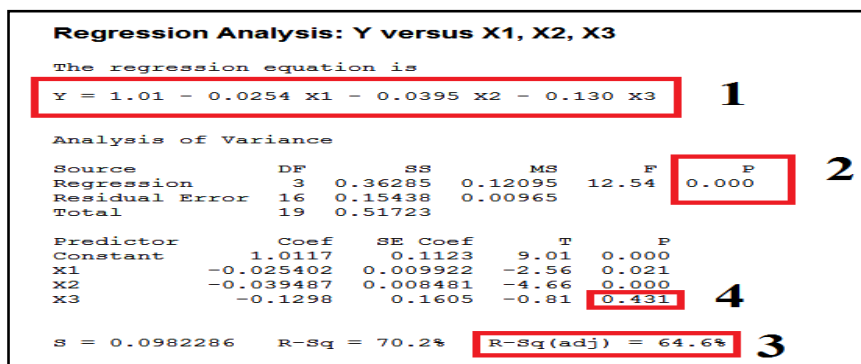 Regression Analysis: Y versus X1, X2, X3
The regression equation is
Y = 1.01 - 0.0254 X1 - 0.0395 X2 - 0.130 X3 1
Analysis of Variance
Source DF SS MS F P 2
Regression 3 0.36285 0.12095 12.54 0.000
Residual Error 16 0.15438 0.00965
Total 19 0.51723
Predictor Coef SE Coef T P
Constant 1.0117 0.1123 9.01 0.000
X1 -0.025402 0.009922 -2.56 0.021
X2 -0.039487 0.008481 -4.66 0.000
X3 -0.1298 0.1605 -0.81 0.431 4
S = 0.0982286 R-Sq = 70.2% R-Sq(adj) = 64.6% 3